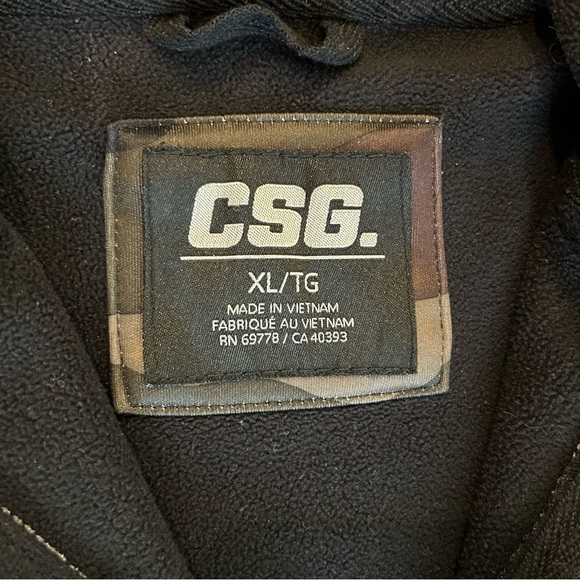 CSG.
XL/TG
MADE IN VIETNAM
FABRIQUÉ AU VIETNAM
RN 69778 / CA 40393